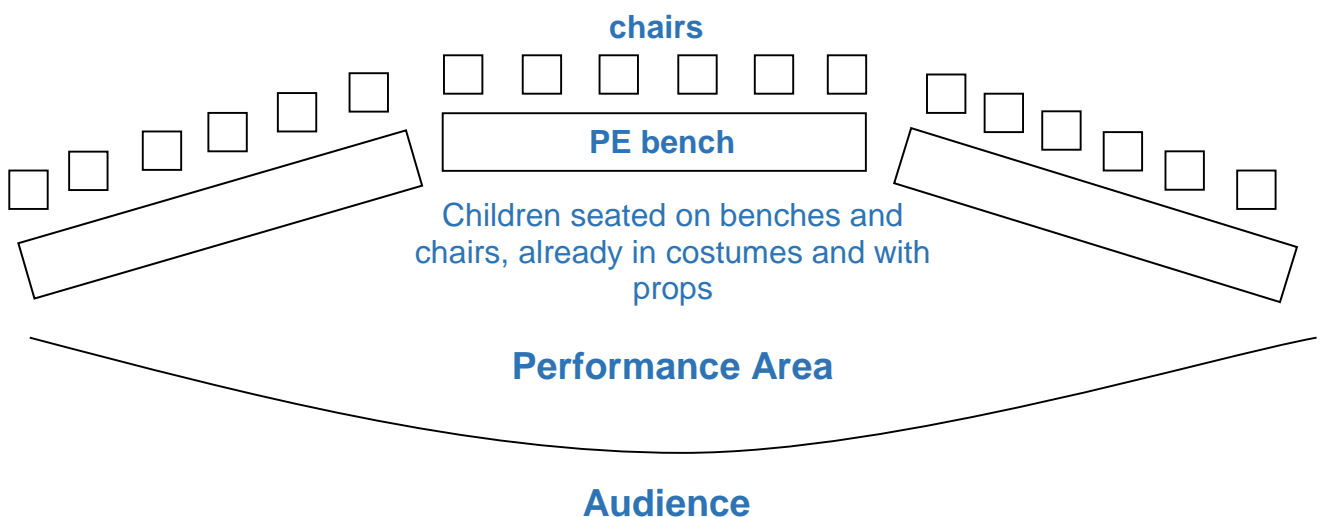 chairs
PE bench
Children seated on benches and
chairs, already in costumes and with
props
Performance Area
Audience